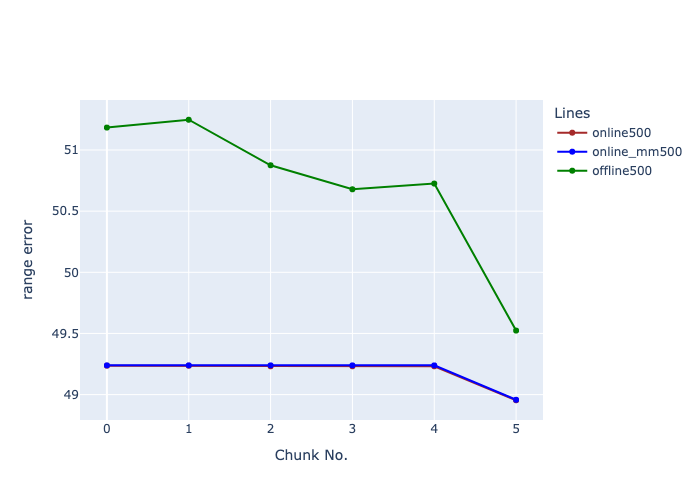 Lines
online500
online_mm500
offline500
range error
51
50.5
50
49.5
49
0 1 2 3 4 5
Chunk No.